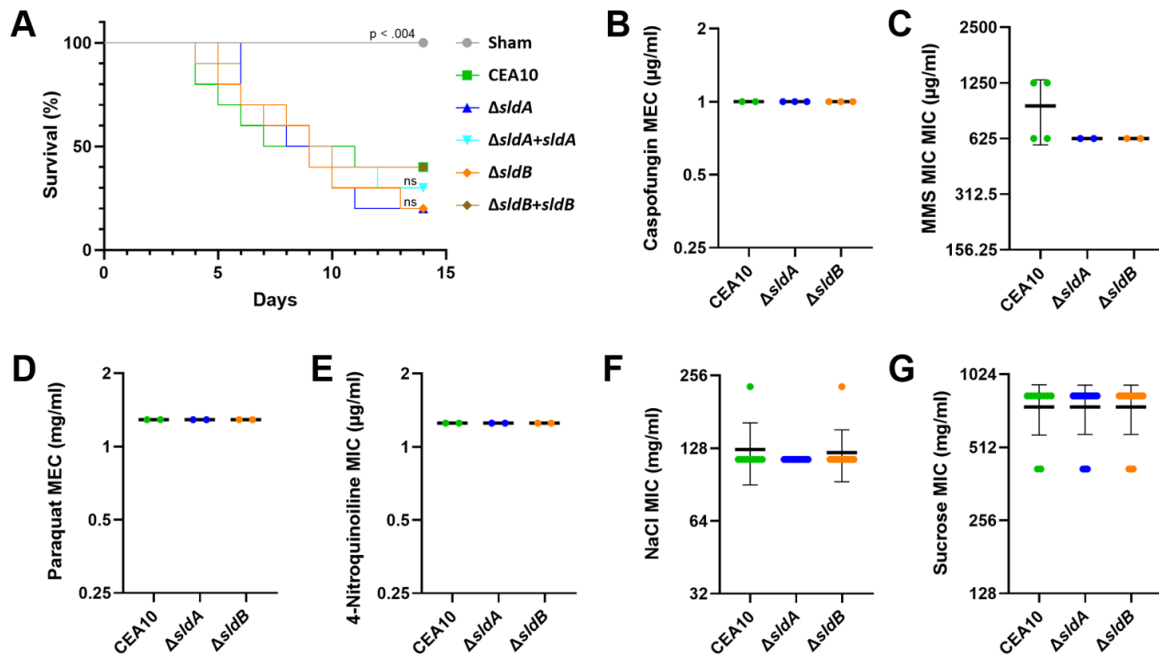 A
Survival (%)
100
50
0
0
5
10
15
Days
p < .004
ns
ns
Sham
CEA10
ΔsldA
ΔsldA+sldA
ΔsldB
ΔsldB+sldB
B
Caspofungin MEC (µg/ml)
2
1
0.5
0.25
CEA10
ΔsldA
ΔsldB
C
MMS MIC MIC (µg/ml)
2500
1250
625
312.5
156.25
CEA10
ΔsldA
ΔsldB
D
Paraquat MEC (mg/ml)
2
1
0.5
0.25
CEA10
ΔsldA
ΔsldB
E
4-Nitroquinoiline MIC (µg/ml)
2
1
0.5
0.25
CEA10
ΔsldA
ΔsldB
F
NaCl MIC (mg/ml)
256
128
64
32
CEA10
ΔsldA
ΔsldB
G
Sucrose MIC (mg/ml)
1024
512
256
128
CEA10
ΔsldA
ΔsldB